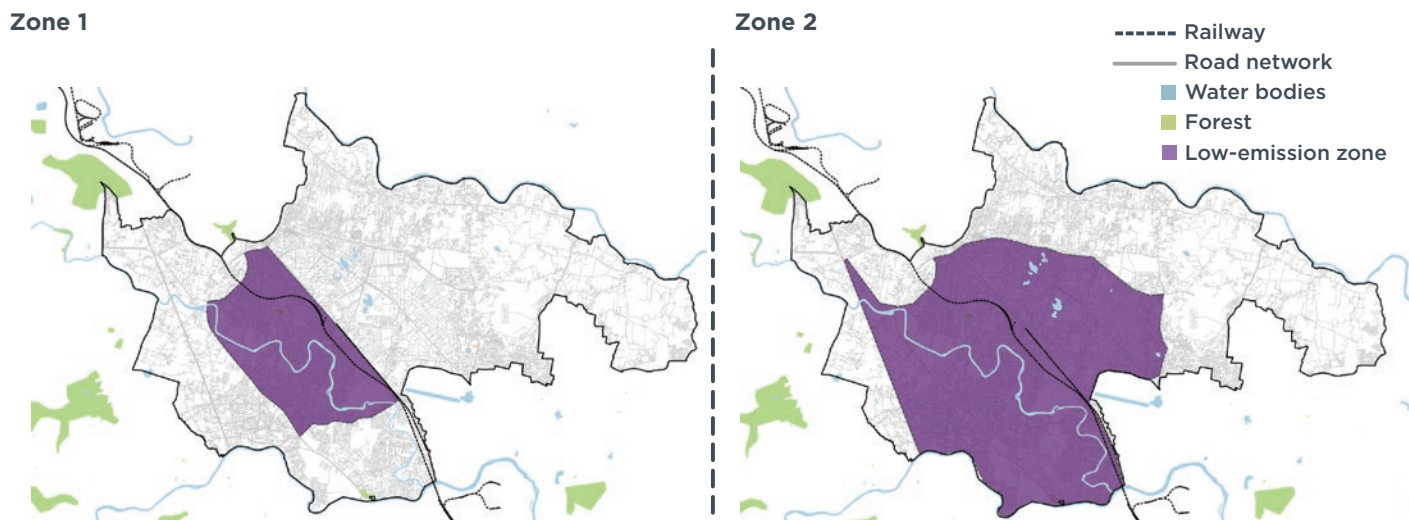 Zone 1
Zone 2
Railway
Road network
Water bodies
Forest
Low-emission zone